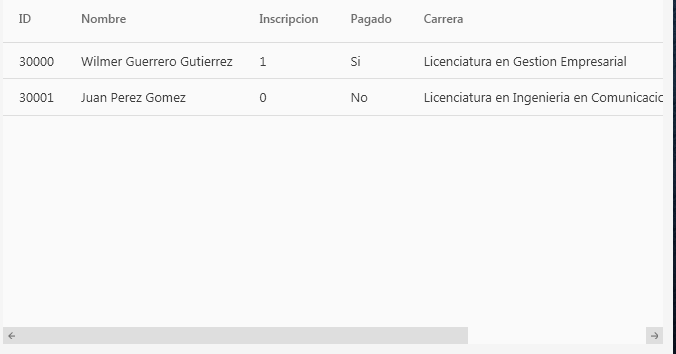 ID Nombre Inscripcion Pagado Carrera
30000 Wilmer Guerrero Gutierrez 1 Si Licenciatura en Gestion Empresarial
30001 Juan Perez Gomez 0 No Licenciatura en Ingenieria en Comunicacio